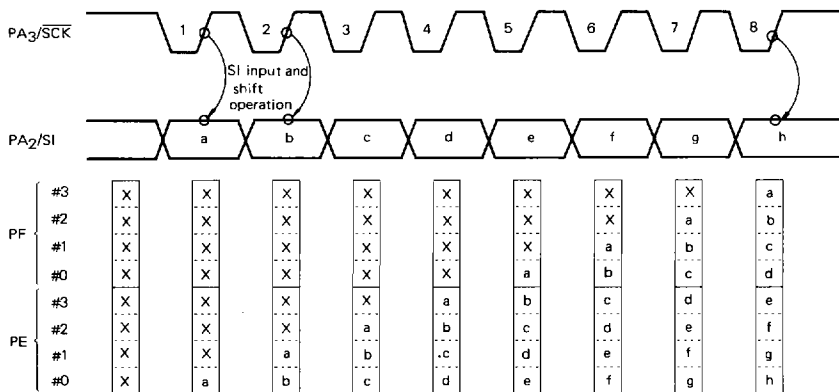 PA3/SCK 1 2 3 4 5 6 7 8
SI input and
shift
operation
PA2/SI a b c d e f g h
PF
#3 X X X X X X X X a
#2 X X X X X X X a b
#1 X X X X X X a b c
#0 X X X X X a b c d
PE
#3 X X X X a b c d e
#2 X X X a b c d e f
#1 X X a b .c d e f g
#0 X a b c d e f g h